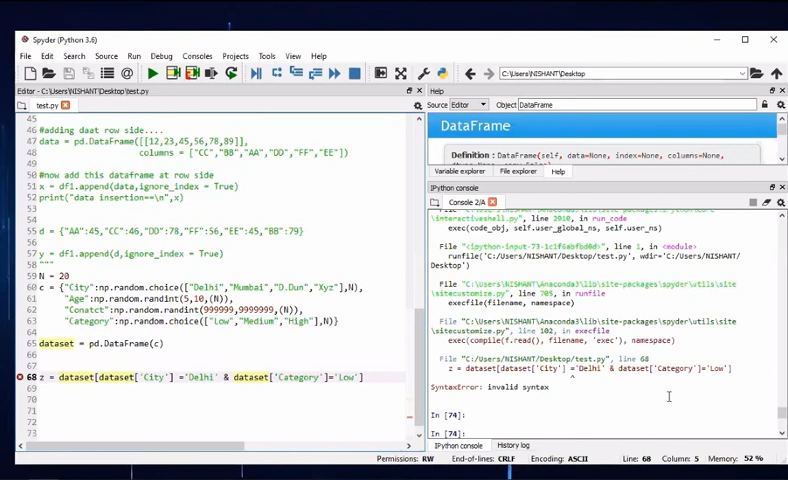 Spyder (Python 3.6)
File Edit Search Source Run Debug Consoles Projects Tools View Help
C:\Users\NISHANT\Desktop
Editor - C:\Users\NISHANT\Desktop\test.py
test.py
45
46 #adding daat row side....
47 data = pd.DataFrame([[12,23,45,56,78,89]],
48 columns = ["CC","BB","AA","DD","FF","EE"])
49
50 #now add this dataframe at row side
51 x = df1.append(data,ignore_index = True)
52 print("data insertion==\n",x)
53
54
55 d = {"AA":45,"CC":46,"DD":78,"FF":56,"EE":45,"BB":79}
56
57 y = df1.append(d,ignore_index = True)
58 """
59 N = 20
60 c = {"City":np.random.choice(["Delhi","Mumbai","D.Dun","Xyz"],N),
61 "Age":np.random.randint(5,10,(N)),
62 "Conatct":np.random.randint(999999,9999999,(N)),
63 "Category":np.random.choice(["Low","Medium","High"],N)}
64
65 dataset = pd.DataFrame(c)
66
67
68 z = dataset[dataset['City'] ='Delhi' & dataset['Category']='Low']
69
70
71
72
73
Help
Source Editor Object DataFrame
DataFrame
Definition : DataFrame(self, data=None, index=None, columns=None,
Variable explorer File explorer Help
IPython console
Console 2/A
\interactiveshell.py", line 2910, in run_code
exec(code_obj, self.user_global_ns, self.user_ns)
File "<ipython-input-73-1c1f6abfbd0d>", line 1, in <module>
runfile('C:/Users/NISHANT/Desktop/test.py', wdir='C:/Users/NISHANT/
Desktop')
File "C:\Users\NISHANT\Anaconda3\lib\site-packages\spyder\utils\site
\sitecustomize.py", line 705, in runfile
execfile(filename, namespace)
File "C:\Users\NISHANT\Anaconda3\lib\site-packages\spyder\utils\site
\sitecustomize.py", line 102, in execfile
exec(compile(f.read(), filename, 'exec'), namespace)
File "C:/Users/NISHANT/Desktop/test.py", line 68
z = dataset[dataset['City'] ='Delhi' & dataset['Category']='Low']
^
SyntaxError: invalid syntax
In [74]:
In [74]:
IPython console History log
Permissions: RW End-of-lines: CRLF Encoding: ASCII Line: 68 Column: 5 Memory: 52 %